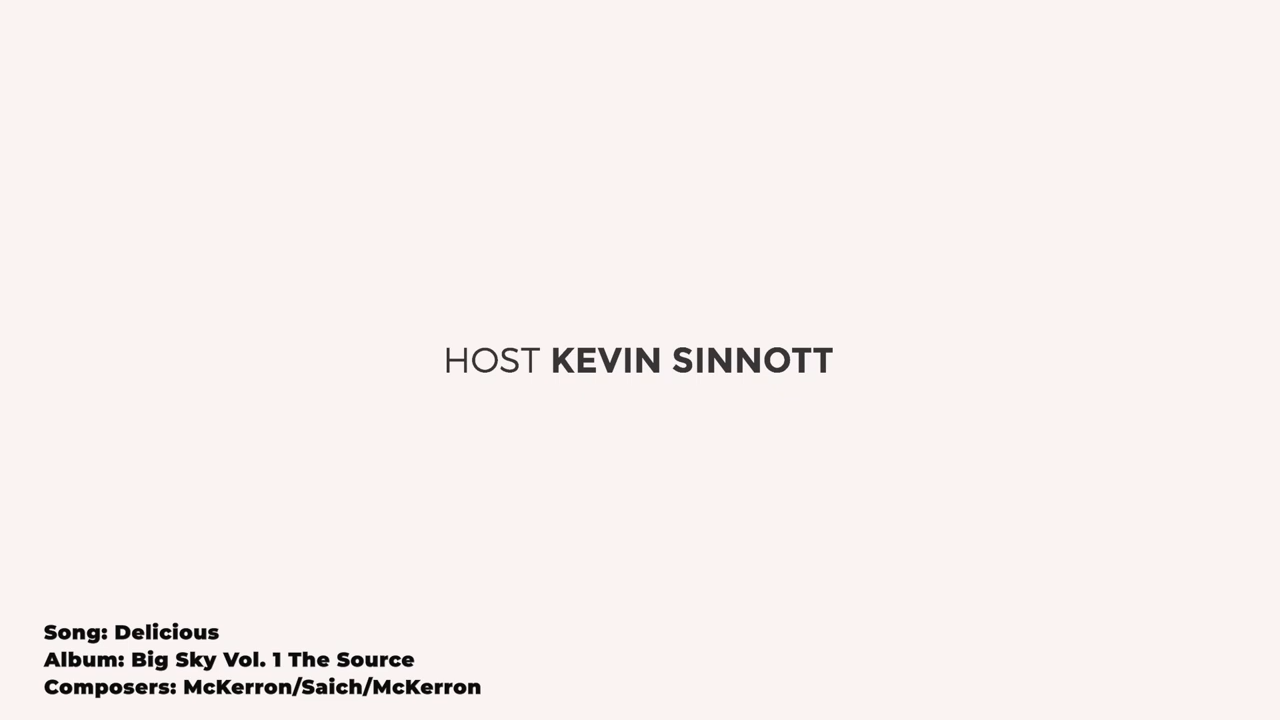 HOST KEVIN SINNOTT
Song: Delicious
Album: Big Sky Vol. 1 The Source
Composers: McKerron/Saich/McKerron